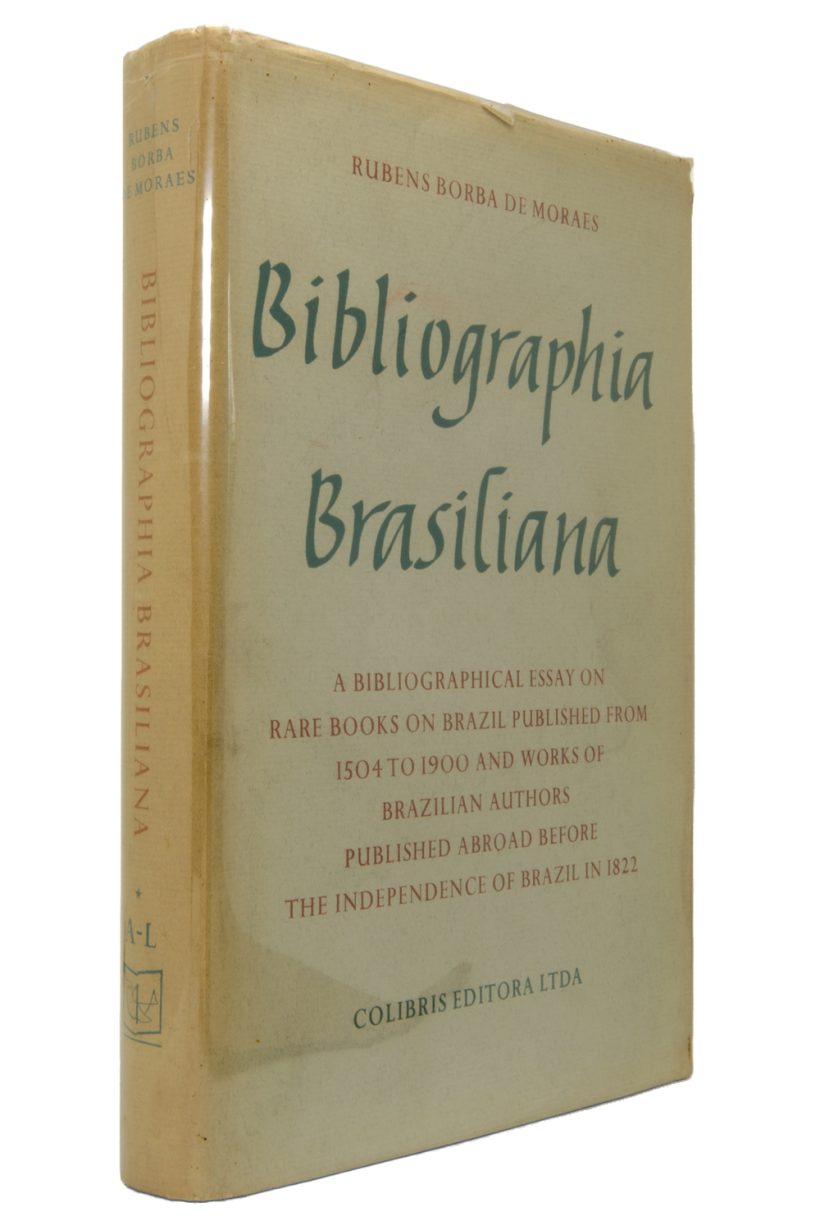 RUBENS
BORBA
DE MORAES
BIBLIOGRAPHIA BRASILIANA
*
A-L
RUBENS BORBA DE MORAES
Bibliographia
Brasiliana
A BIBLIOGRAPHICAL ESSAY ON
RARE BOOKS ON BRAZIL PUBLISHED FROM
1504 TO 1900 AND WORKS OF
BRAZILIAN AUTHORS
PUBLISHED ABROAD BEFORE
THE INDEPENDENCE OF BRAZIL IN 1822
COLIBRIS EDITORA LTDA